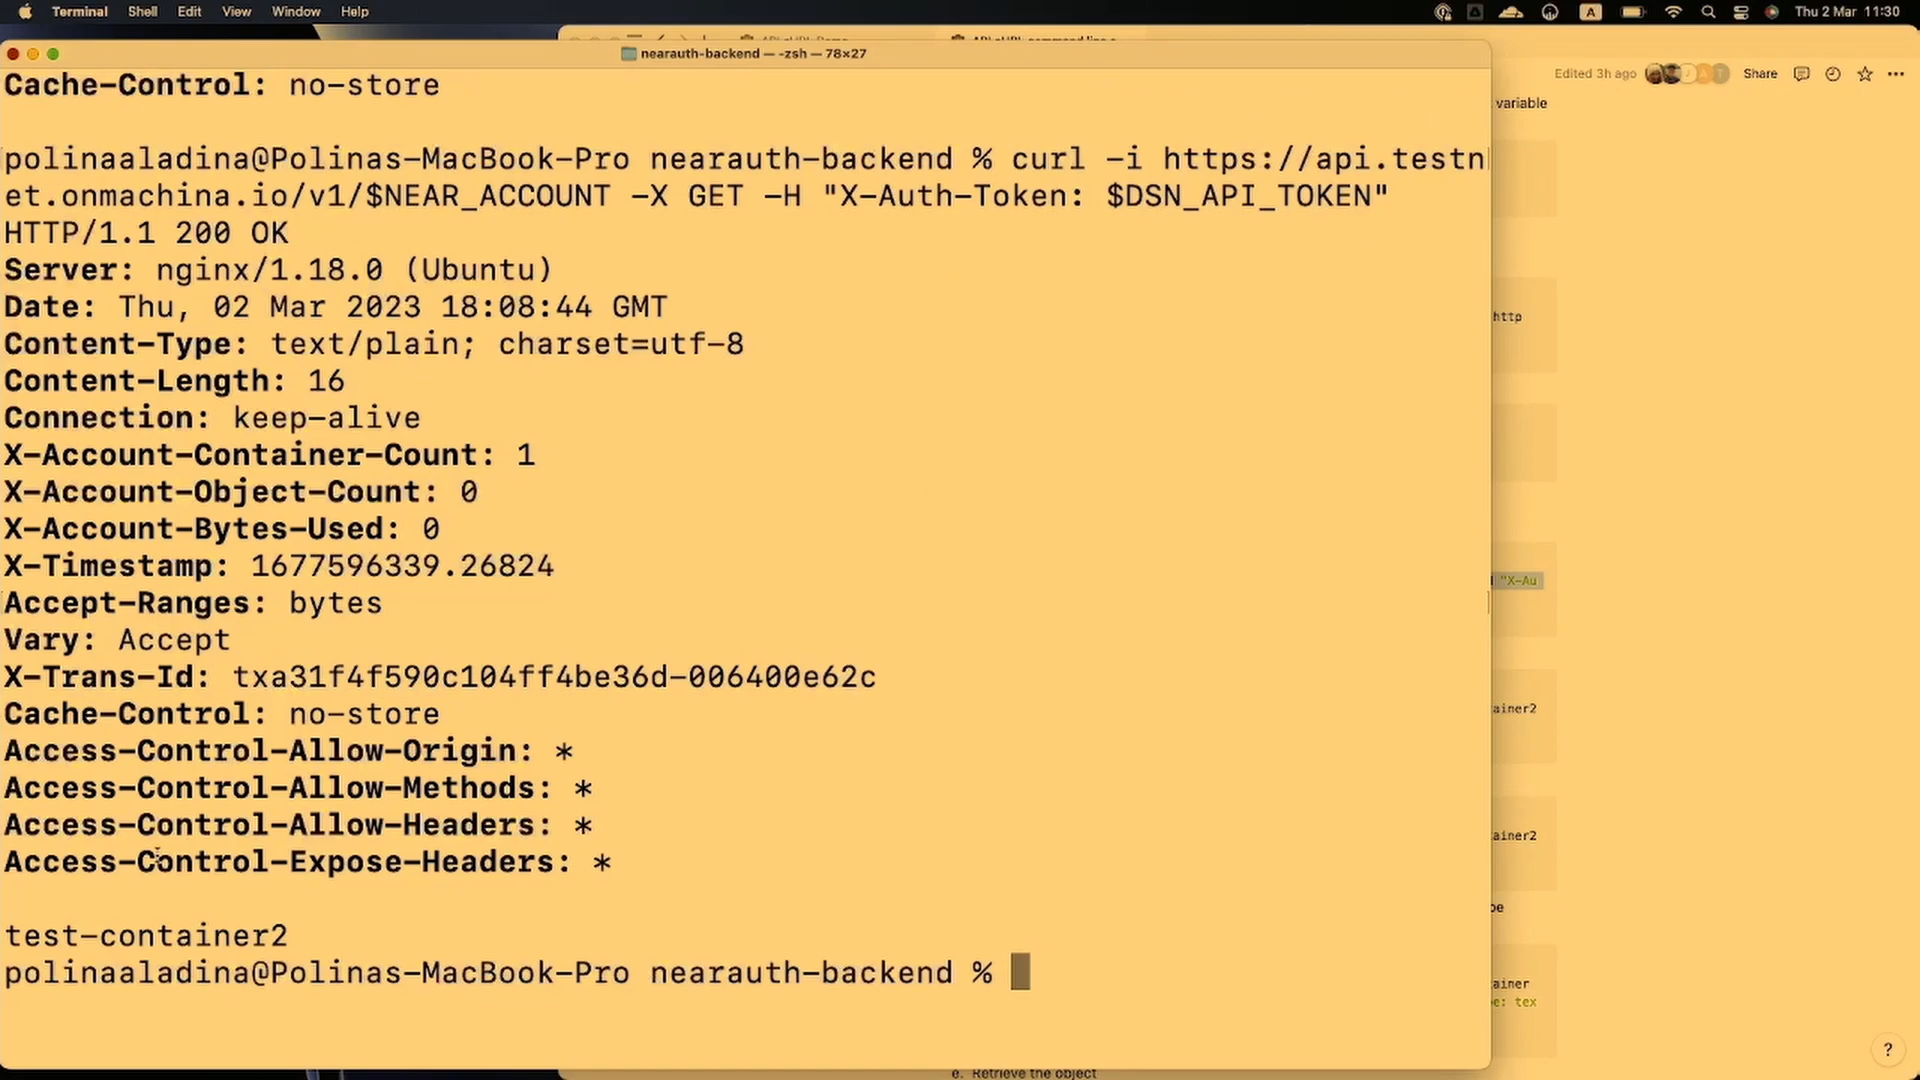 Terminal Shell Edit View Window Help
A
Thu 2 Mar 11:30
nearauth-backend — -zsh — 78×27
Cache-Control: no-store
polinaaladina@Polinas-MacBook-Pro nearauth-backend % curl -i https://api.testn
et.onmachina.io/v1/$NEAR_ACCOUNT -X GET -H "X-Auth-Token: $DSN_API_TOKEN"
HTTP/1.1 200 OK
Server: nginx/1.18.0 (Ubuntu)
Date: Thu, 02 Mar 2023 18:08:44 GMT
Content-Type: text/plain; charset=utf-8
Content-Length: 16
Connection: keep-alive
X-Account-Container-Count: 1
X-Account-Object-Count: 0
X-Account-Bytes-Used: 0
X-Timestamp: 1677596339.26824
Accept-Ranges: bytes
Vary: Accept
X-Trans-Id: txa31f4f590c104ff4be36d-006400e62c
Cache-Control: no-store
Access-Control-Allow-Origin: *
Access-Control-Allow-Methods: *
Access-Control-Allow-Headers: *
Access-Control-Expose-Headers: *
test-container2
polinaaladina@Polinas-MacBook-Pro nearauth-backend %
Edited 3h ago
Share
variable
http
"X-Au
ainer2
ainer2
pe
ainer
e: tex
e. Retrieve the object
?